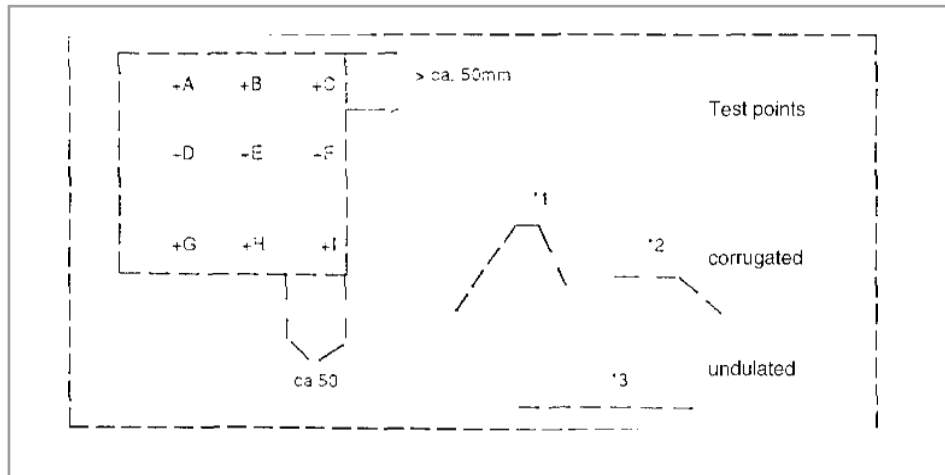 +A +B +C
> ca. 50mm
Test points
+D +E +F
*1
+G +H +I
*2
corrugated
undulated
ca 50
*3